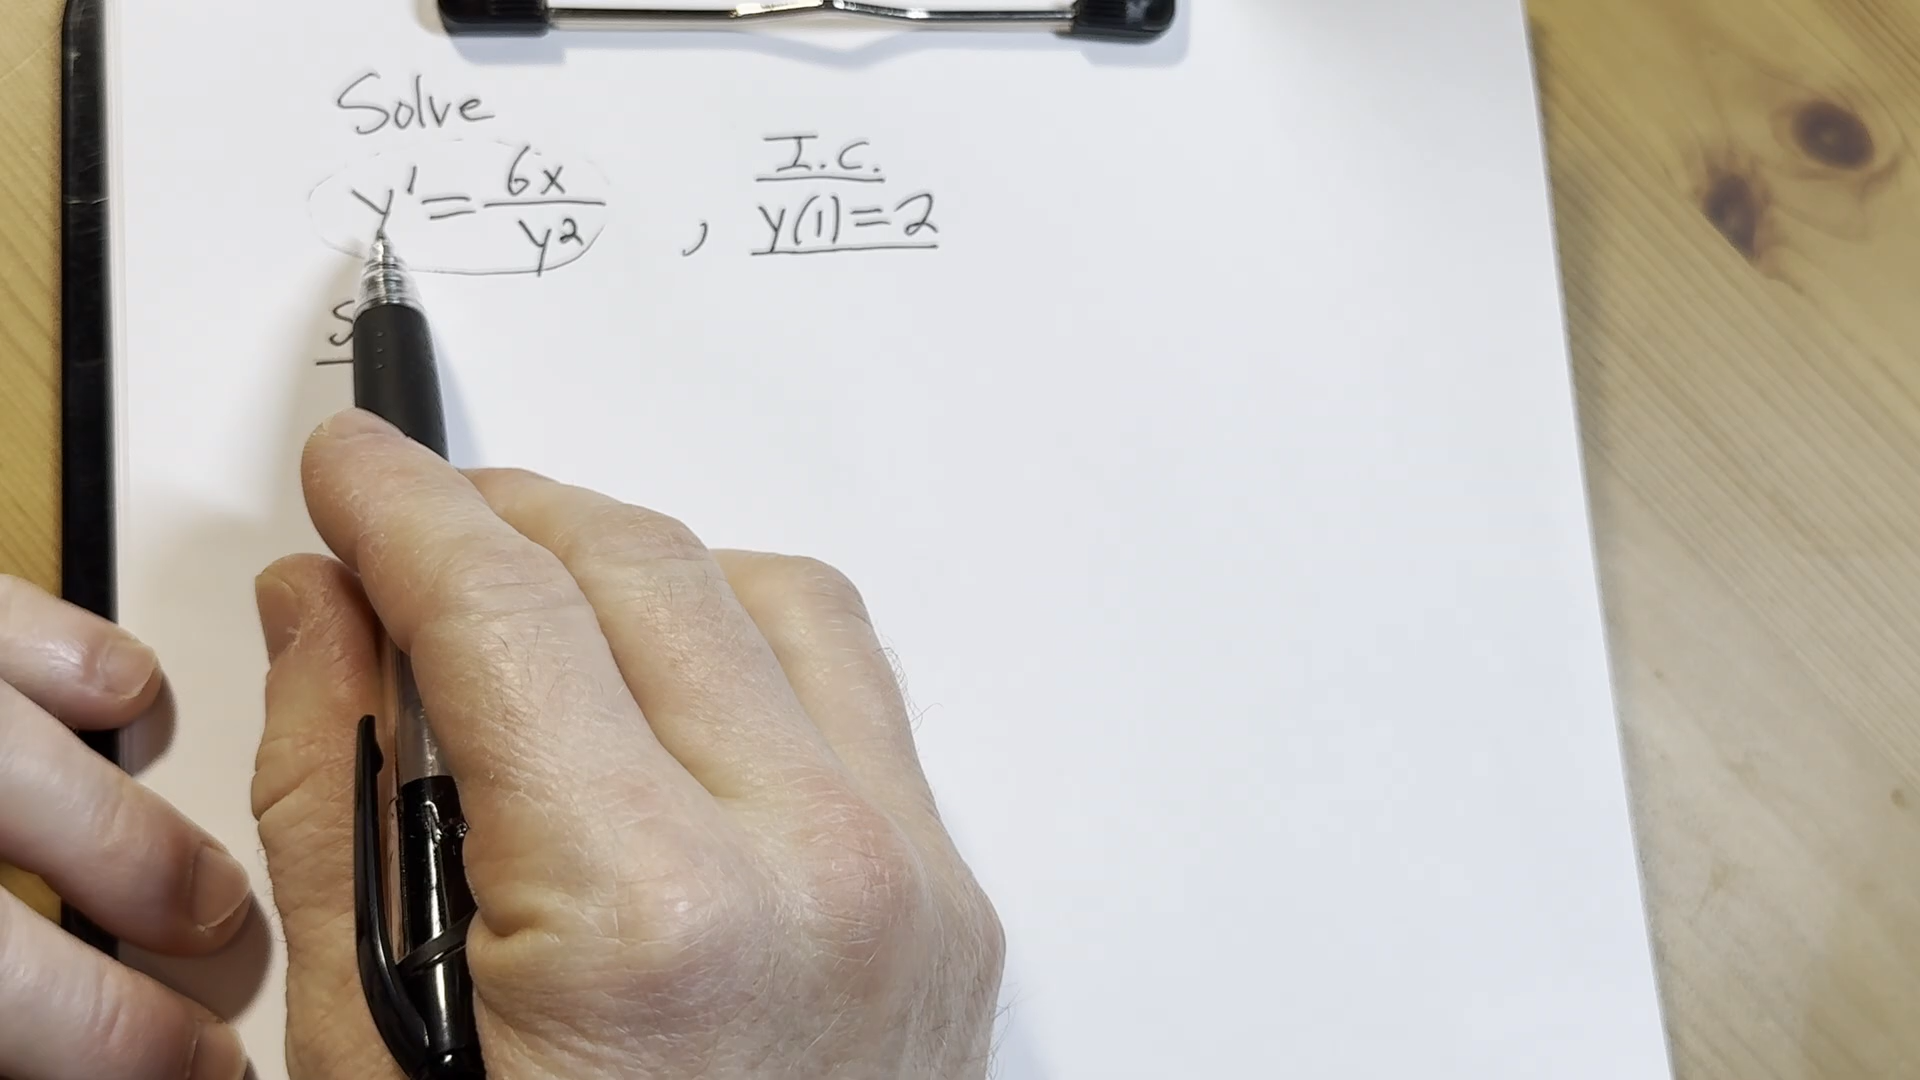 Solve
y' = 6x/y2 , I.C.
y(1)=2
S